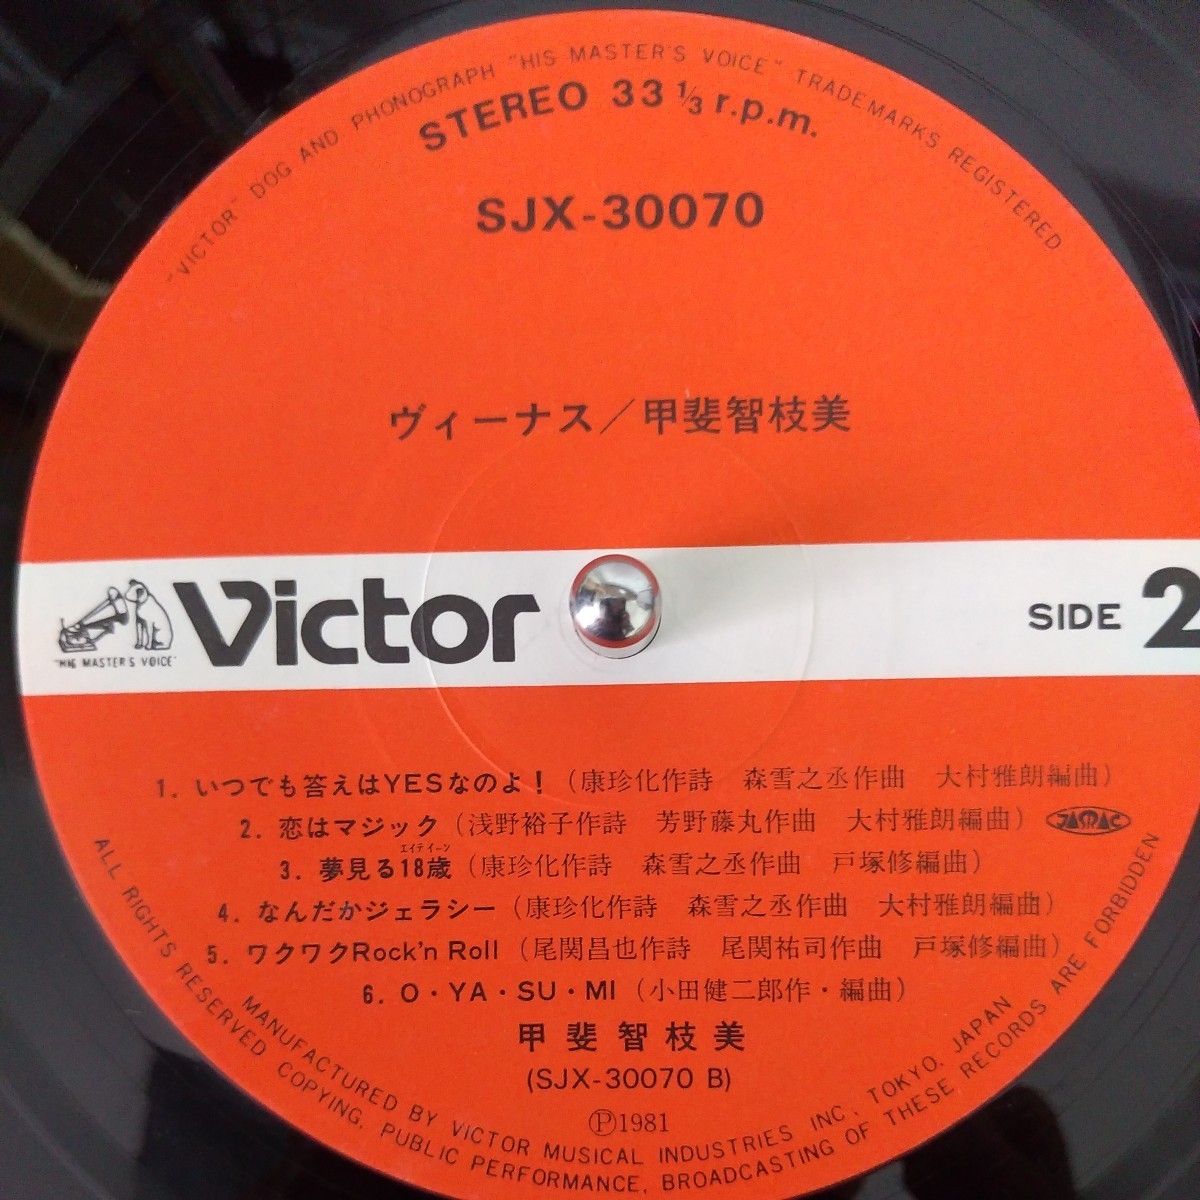 "VICTOR" DOG AND PHONOGRAPH "HIS MASTER'S VOICE" TRADEMARKS REGISTERED
STEREO 33 1/3 r.p.m.
SJX-30070
ヴィーナス／甲斐智枝美
"HIS MASTER'S VOICE"
Victor
SIDE 2
1. いつでも答えはYESなのよ！（康珍化作詩　森雪之丞作曲　大村雅朗編曲）
2. 恋はマジック（浅野裕子作詩　芳野藤丸作曲　大村雅朗編曲） JASRAC
エイティーン
3. 夢見る18歳（康珍化作詩　森雪之丞作曲　戸塚修編曲）
4. なんだかジェラシー（康珍化作詩　森雪之丞作曲　大村雅朗編曲）
5. ワクワクRock'n Roll（尾関昌也作詩　尾関祐司作曲　戸塚修編曲）
6. O・YA・SU・MI（小田健二郎作・編曲）
甲斐智枝美
(SJX-30070 B)
Ⓟ1981
MANUFACTURED BY VICTOR MUSICAL INDUSTRIES INC, TOKYO, JAPAN
ALL RIGHTS RESERVED COPYING, PUBLIC PERFORMANCE, BROADCASTING OF THESE RECORDS ARE FORBIDDEN